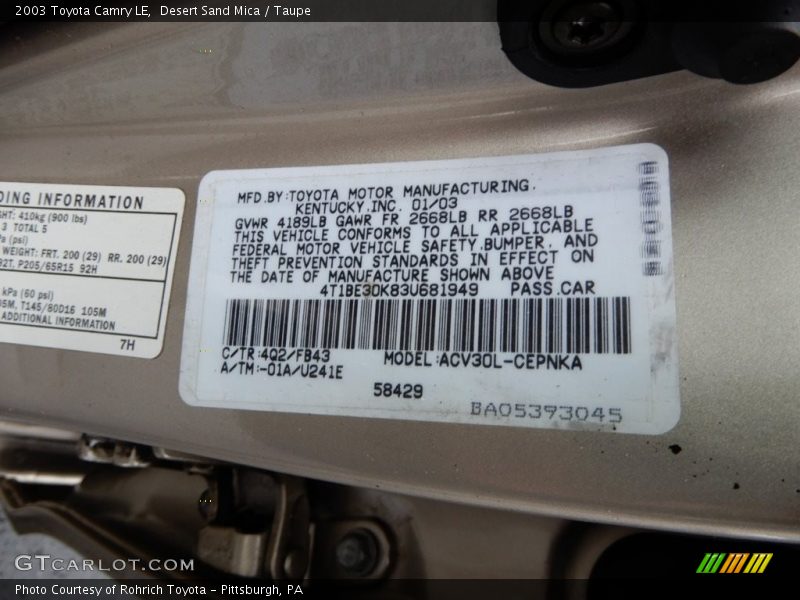 2003 Toyota Camry LE,  Desert Sand Mica / Taupe
DING INFORMATION
GHT: 410kg (900 lbs)
3 TOTAL 5
Pa (psi)
WEIGHT: FRT. 200 (29) RR. 200 (29)
92T, P205/65R15 92H
kPa (60 psi)
05M, T145/80D16 105M
ADDITIONAL INFORMATION
7H
MFD.BY:TOYOTA MOTOR MANUFACTURING.
KENTUCKY.INC. 01/03
GVWR 4189LB GAWR FR 2668LB RR 2668LB
THIS VEHICLE CONFORMS TO ALL APPLICABLE
FEDERAL MOTOR VEHICLE SAFETY.BUMPER. AND
THEFT PREVENTION STANDARDS IN EFFECT ON
THE DATE OF MANUFACTURE SHOWN ABOVE
4T1BE30K83U681949 PASS.CAR
C/TR:4Q2/FB43 MODEL:ACV30L-CEPNKA
A/TM:-01A/U241E
58429
BA05393045
GTCARLOT.COM
Photo Courtesy of Rohrich Toyota - Pittsburgh, PA